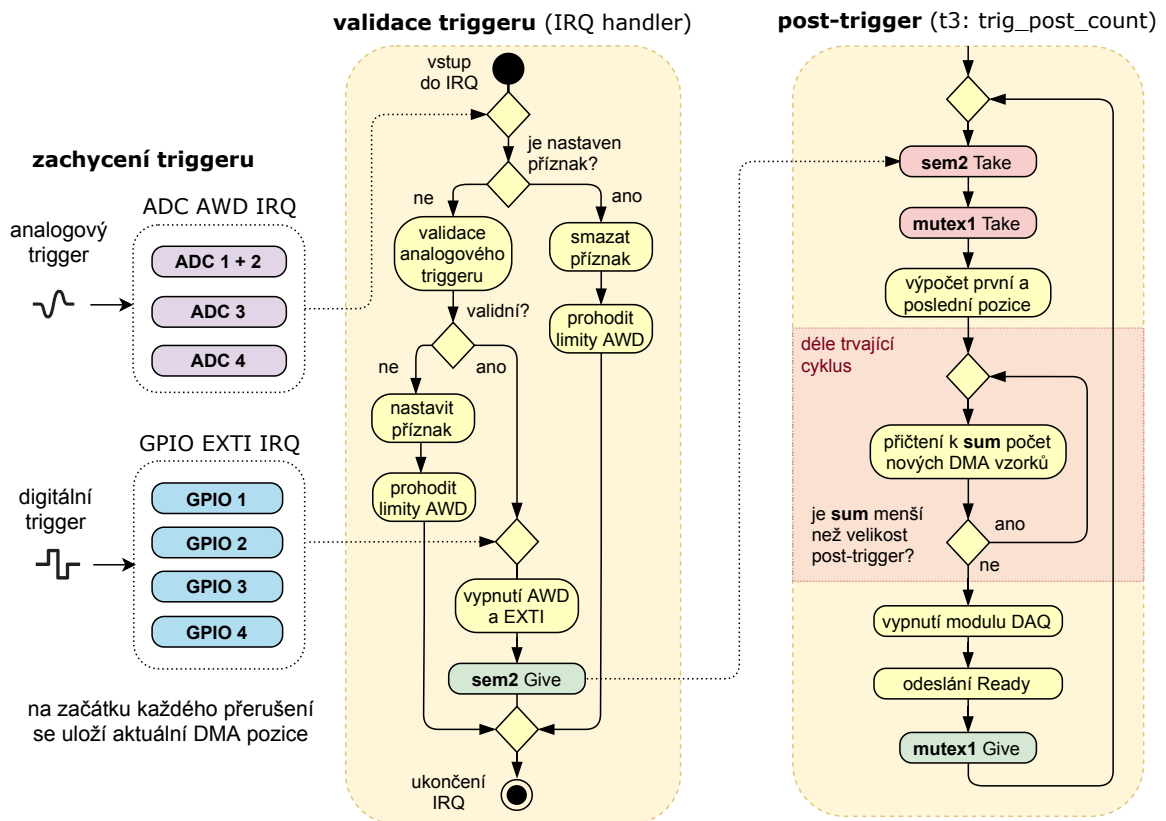 zachycení triggeru
ADC AWD IRQ
analogový
trigger
ADC 1 + 2
ADC 3
ADC 4
GPIO EXTI IRQ
digitální
trigger
GPIO 1
GPIO 2
GPIO 3
GPIO 4
na začátku každého přerušení
se uloží aktuální DMA pozice
validace triggeru (IRQ handler)
vstup
do IRQ
je nastaven
příznak?
ne
ano
validace
analogového
triggeru
smazat
příznak
prohodit
limity AWD
validní?
ne
ano
nastavit
příznak
prohodit
limity AWD
vypnutí AWD
a EXTI
sem2 Give
ukončení
IRQ
post-trigger (t3: trig_post_count)
sem2 Take
mutex1 Take
výpočet první a
poslední pozice
déle trvající
cyklus
přičtení k sum počet
nových DMA vzorků
je sum menší
než velikost
post-trigger?
ano
ne
vypnutí modulu DAQ
odeslání Ready
mutex1 Give